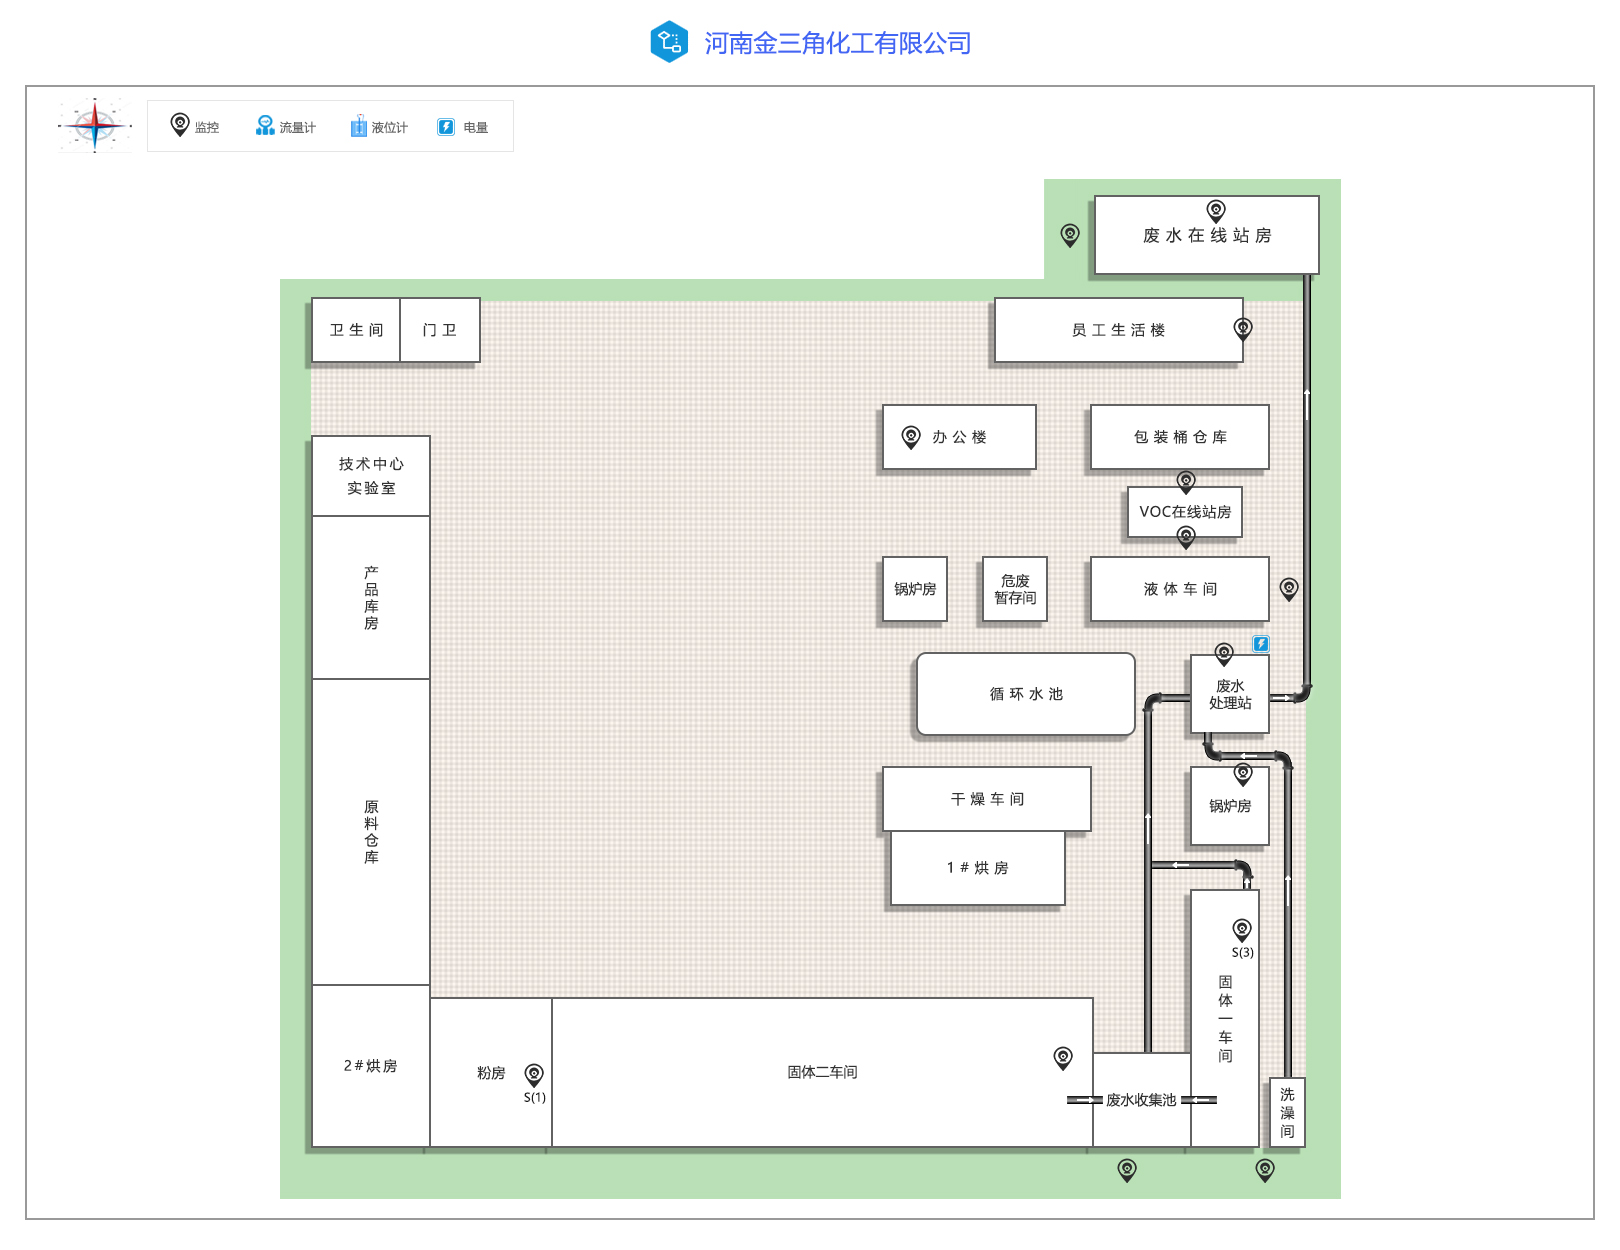 河南金三角化工有限公司
监控
流量计
液位计
电量
废水在线站房
卫生间
门卫
员工生活楼
办公楼
包装桶仓库
技术中心
实验室
VOC在线站房
产品库房
锅炉房
危废
暂存间
液体车间
废水
处理站
循环水池
原料仓库
干燥车间
锅炉房
1#烘房
S(3)
固体一车间
2#烘房
粉房
S(1)
固体二车间
废水收集池
洗澡间